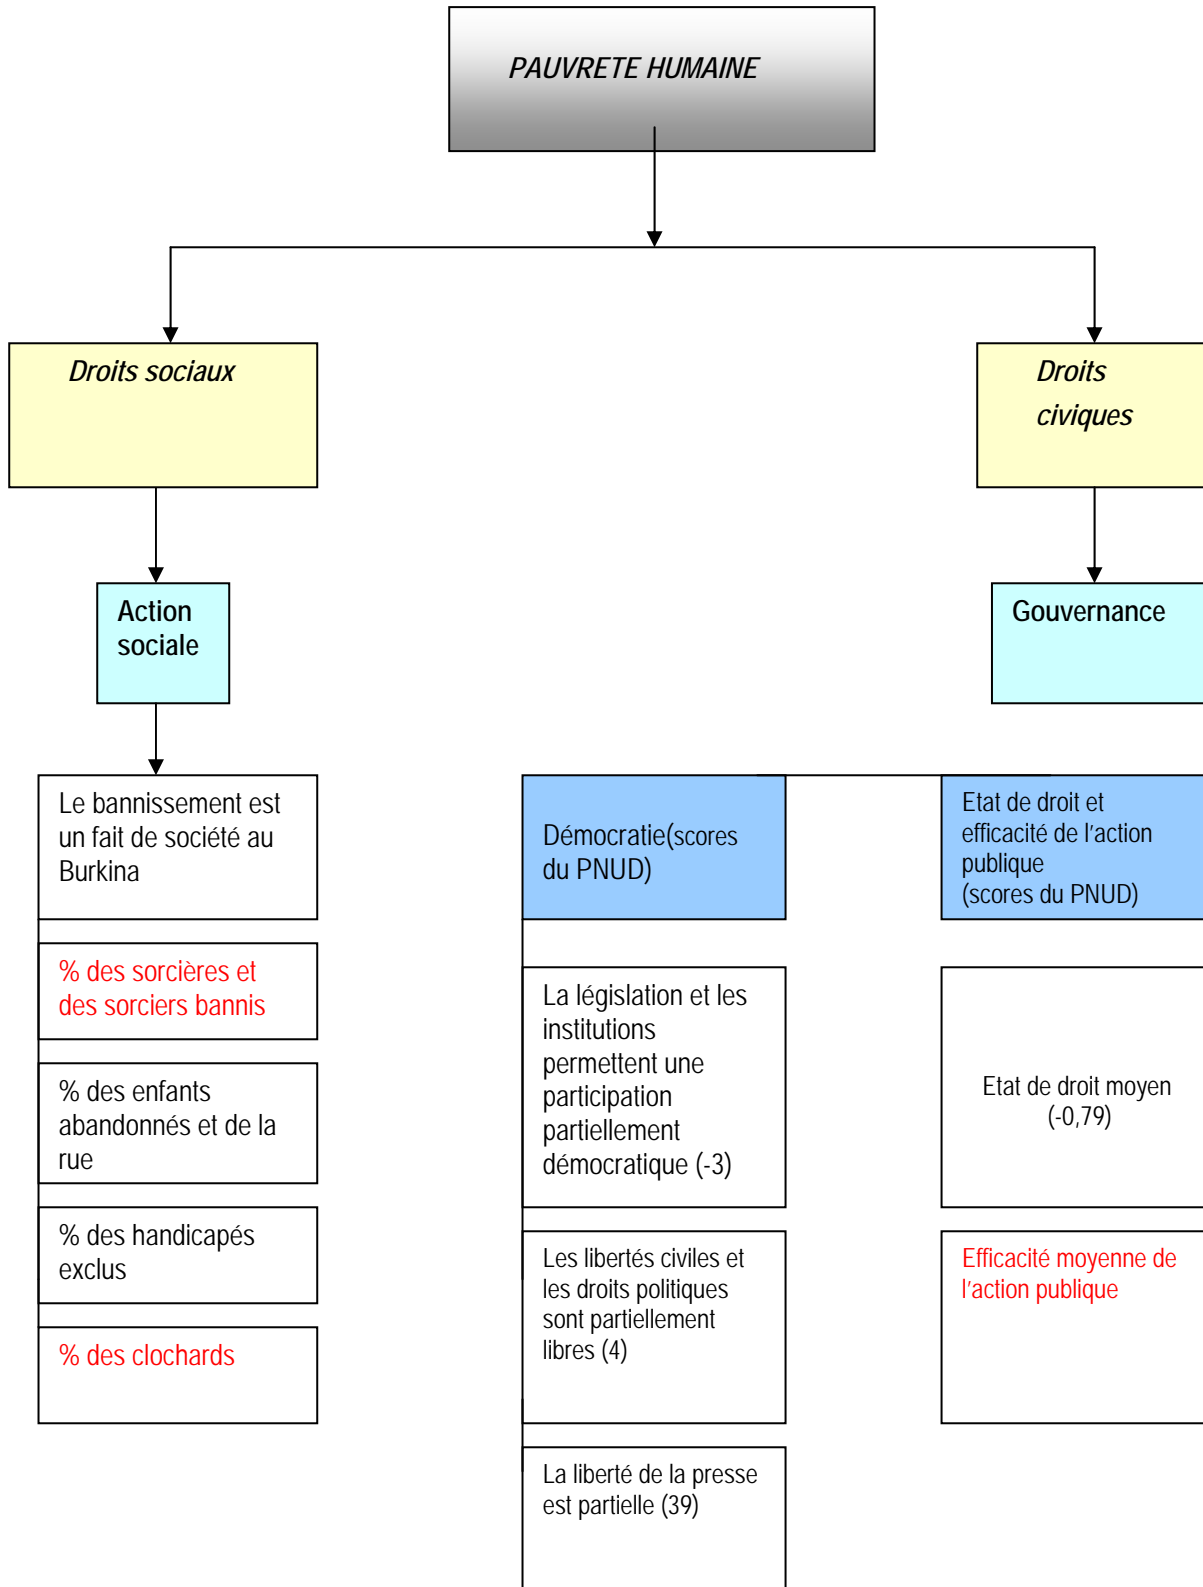 PAUVRETE HUMAINE
Droits sociaux
Droits
civiques
Action
sociale
Gouvernance
Le bannissement est
un fait de société au
Burkina
% des sorcières et
des sorciers bannis
% des enfants
abandonnés et de la
rue
% des handicapés
exclus
% des clochards
Démocratie(scores
du PNUD)
La législation et les
institutions
permettent une
participation
partiellement
démocratique (-3)
Les libertés civiles et
les droits politiques
sont partiellement
libres (4)
La liberté de la presse
est partielle (39)
Etat de droit et
efficacité de l'action
publique
(scores du PNUD)
Etat de droit moyen
(-0,79)
Efficacité moyenne de
l'action publique